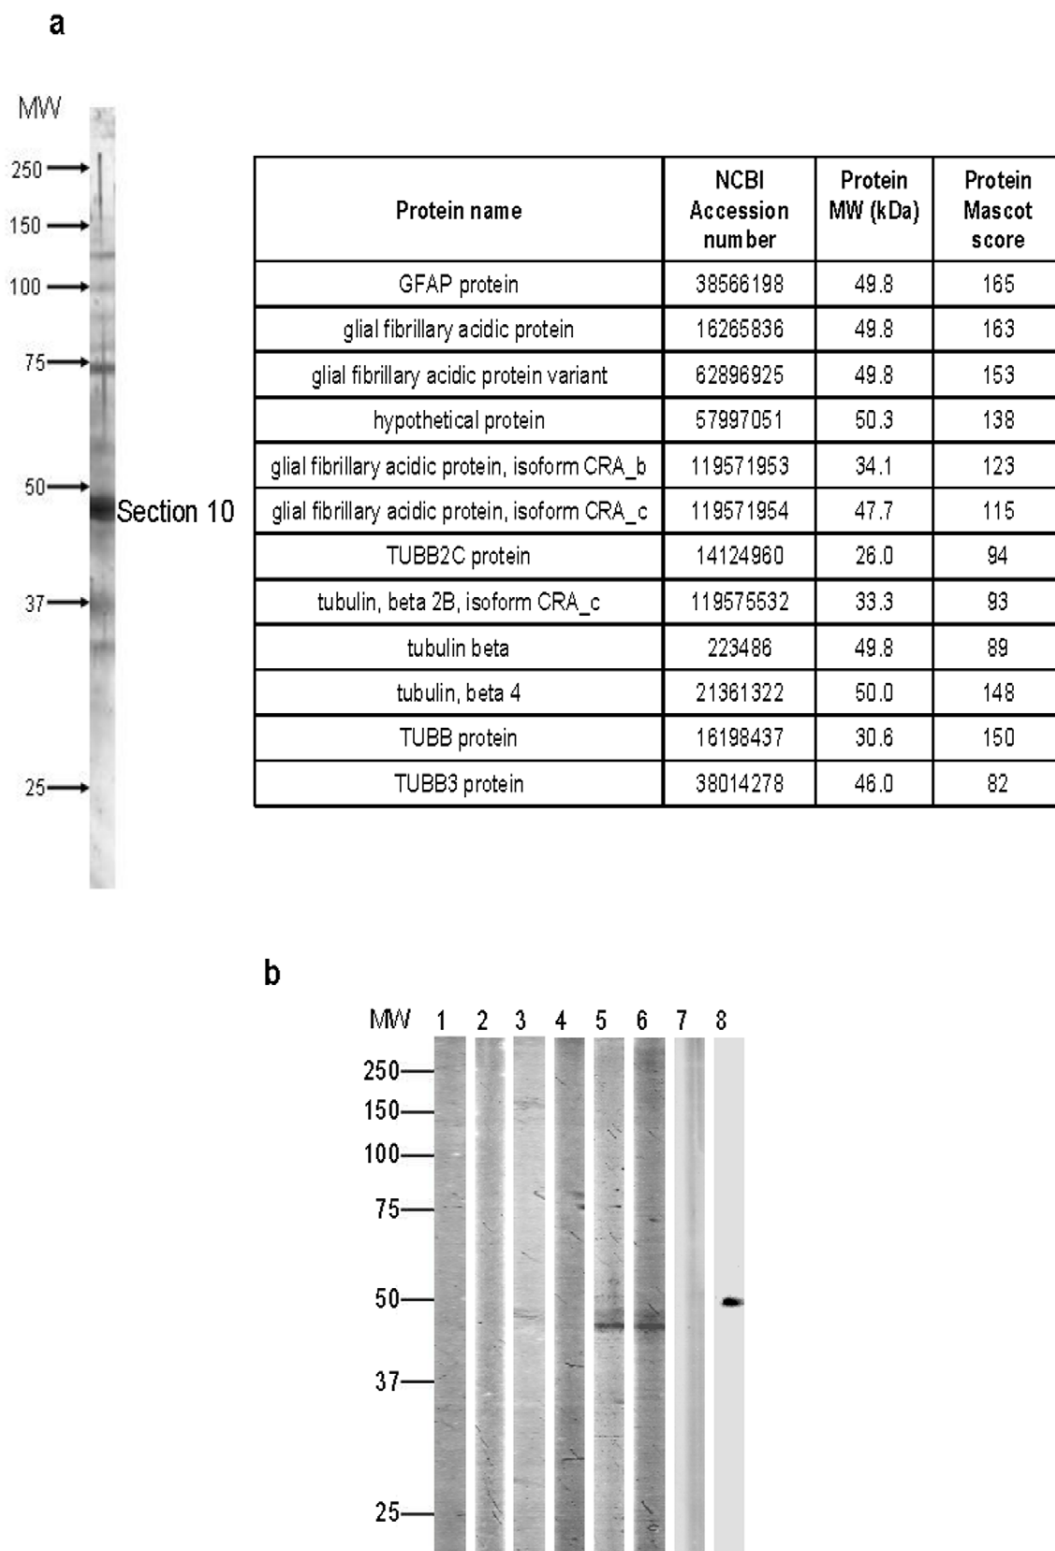 a
MW
250
150
100
75
50
Section 10
37
25
Protein name NCBI Accession number Protein MW (kDa) Protein Mascot score
GFAP protein 38566198 49.8 165
glial fibrillary acidic protein 16265836 49.8 163
glial fibrillary acidic protein variant 62896925 49.8 153
hypothetical protein 57997051 50.3 138
glial fibrillary acidic protein, isoform CRA_b 119571953 34.1 123
glial fibrillary acidic protein, isoform CRA_c 119571954 47.7 115
TUBB2C protein 14124960 26.0 94
tubulin, beta 2B, isoform CRA_c 119575532 33.3 93
tubulin beta 223486 49.8 89
tubulin, beta 4 21361322 50.0 148
TUBB protein 16198437 30.6 150
TUBB3 protein 38014278 46.0 82
b
MW 1 2 3 4 5 6 7 8
250
150
100
75
50
37
25